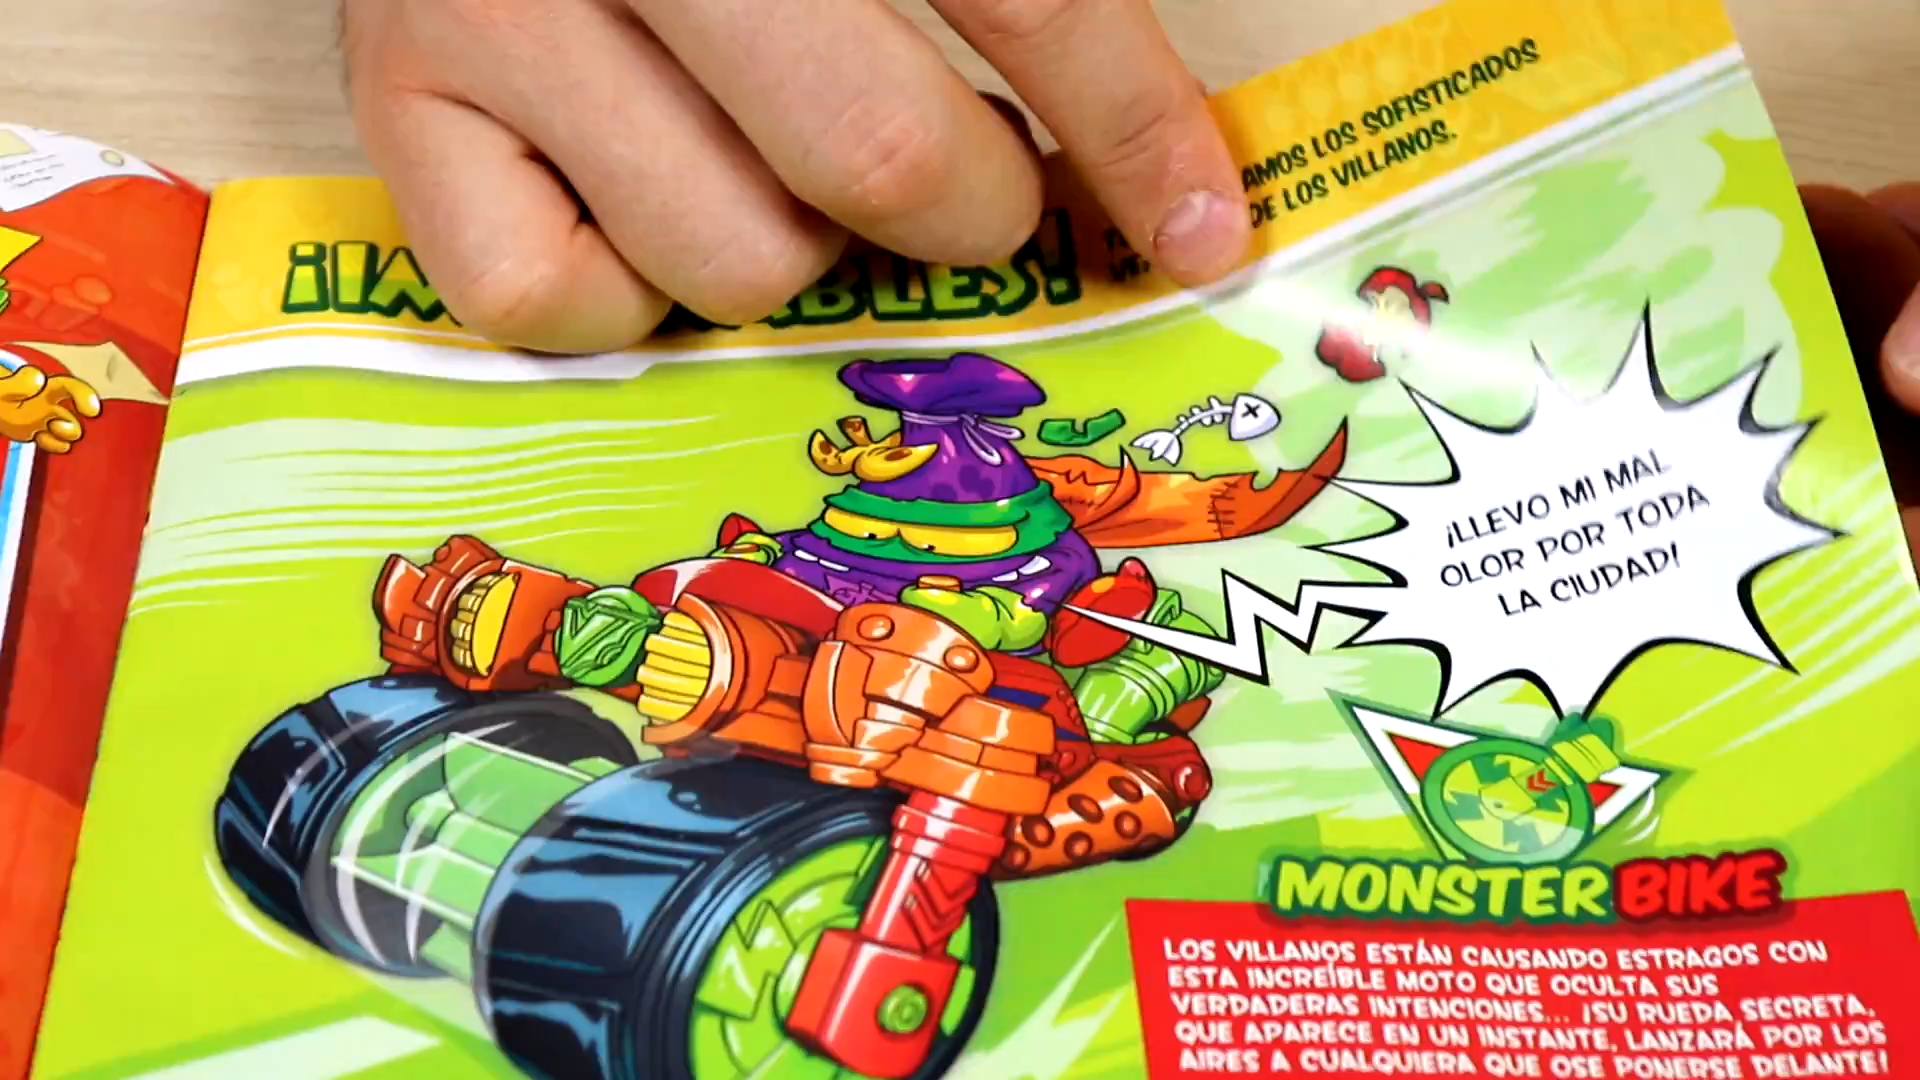 AMOS LOS SOFISTICADOS
DE LOS VILLANOS.
¡LLEVO MI MAL
OLOR POR TODA
LA CIUDAD!
MONSTER BIKE
LOS VILLANOS ESTÁN CAUSANDO ESTRAGOS CON
ESTA INCREÍBLE MOTO QUE OCULTA SUS
VERDADERAS INTENCIONES... ¡SU RUEDA SECRETA,
QUE APARECE EN UN INSTANTE, LANZARÁ POR LOS
AIRES A CUALQUIERA QUE OSE PONERSE DELANTE!